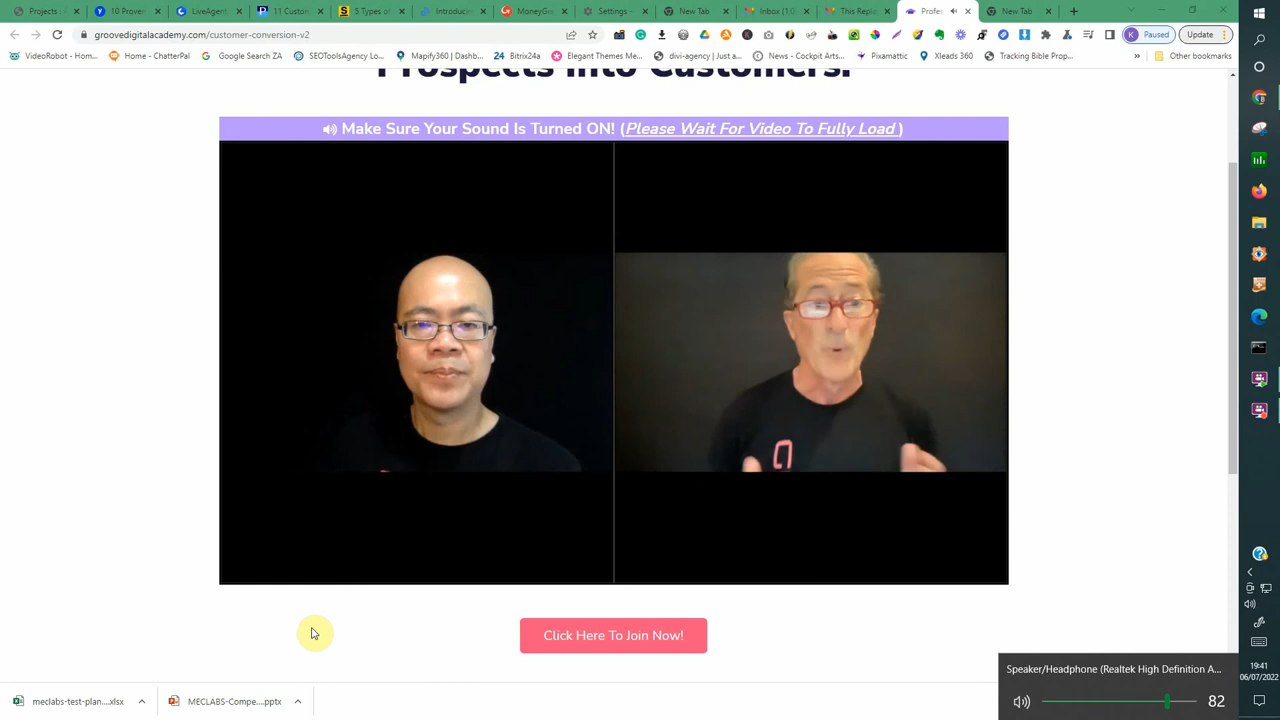 Projects -
10 Proven
LiveAgent
11 Custom
5 Types of
Introducin
MoneyGra
Settings -
New Tab
Inbox (1,0
This Repla
Profes
New Tab
groovedigitalacademy.com/customer-conversion-v2
Paused
Update
VideoRobot - Hom...
Home - ChatterPal
Google Search ZA
SEOToolsAgency Lo...
Mapify360 | Dashb...
24 Bitrix24a
Elegant Themes Me...
divi-agency | Just a...
News - Cockpit Arts...
Pixamattic
Xleads 360
Tracking Bible Prop...
»
Other bookmarks
Prospects Into Customers.
Make Sure Your Sound Is Turned ON! (Please Wait For Video To Fully Load )
Click Here To Join Now!
meclabs-test-plan....xlsx
MECLABS-Compe....pptx
Speaker/Headphone (Realtek High Definition A...
82
19:41
06/07/2022